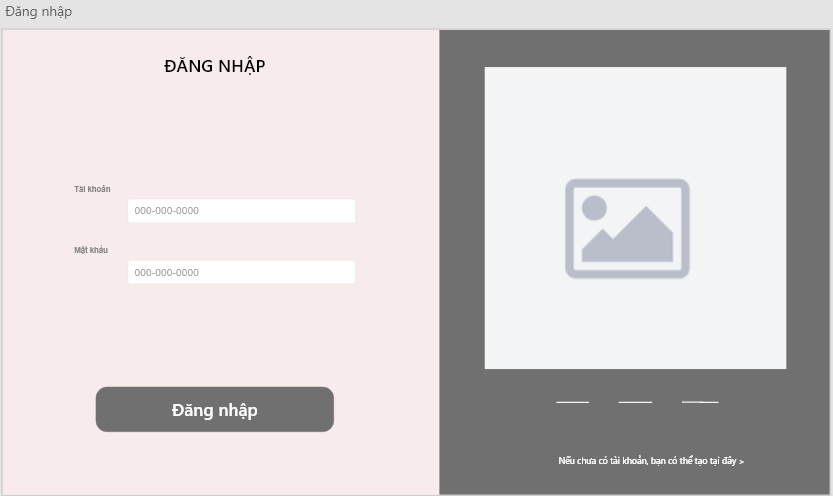 Đăng nhập
ĐĂNG NHẬP
Tài khoản
000-000-0000
Mật khẩu
000-000-0000
Đăng nhập
Nếu chưa có tài khoản, bạn có thể tạo tại đây >